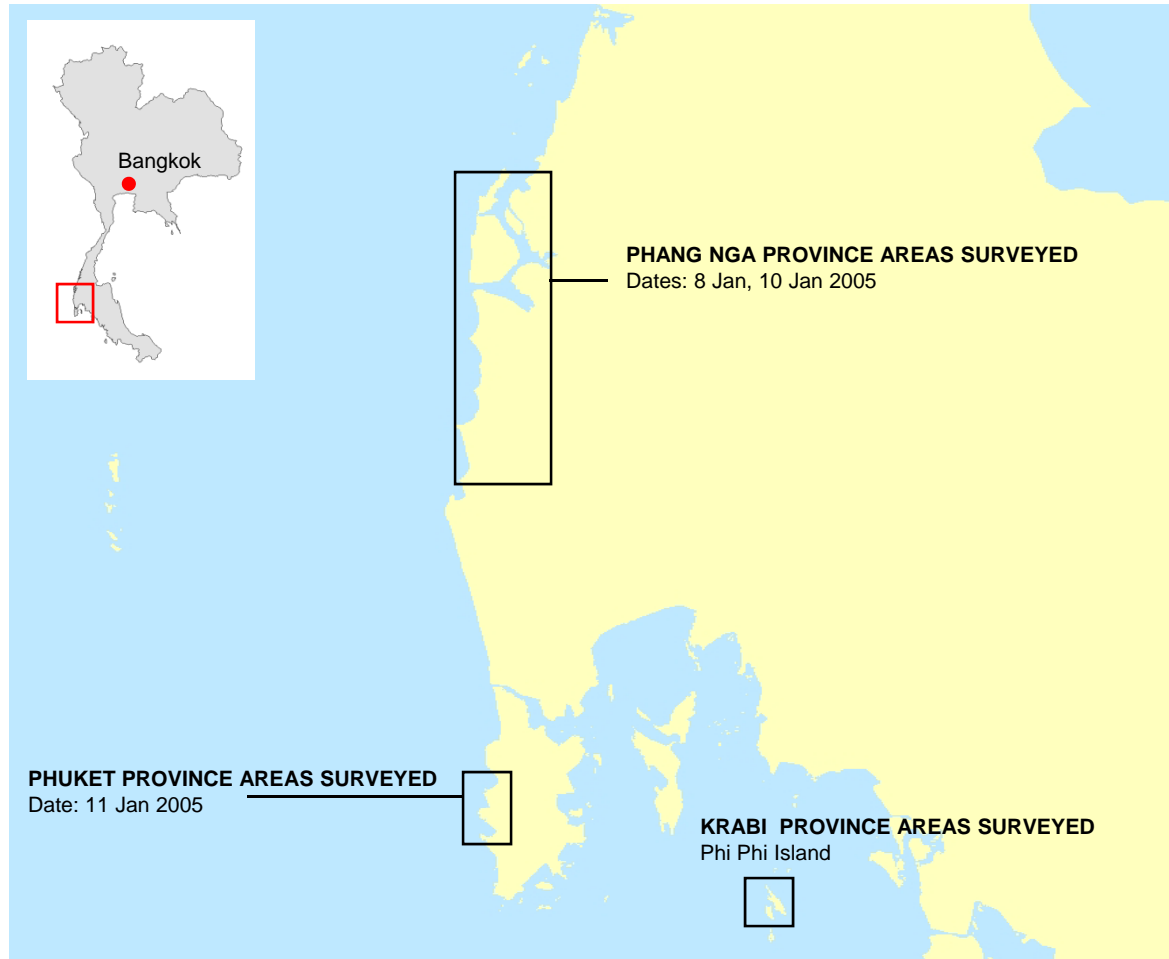 Bangkok
PHANG NGA PROVINCE AREAS SURVEYED
Dates: 8 Jan, 10 Jan 2005
PHUKET PROVINCE AREAS SURVEYED
Date: 11 Jan 2005
KRABI  PROVINCE AREAS SURVEYED
Phi Phi Island